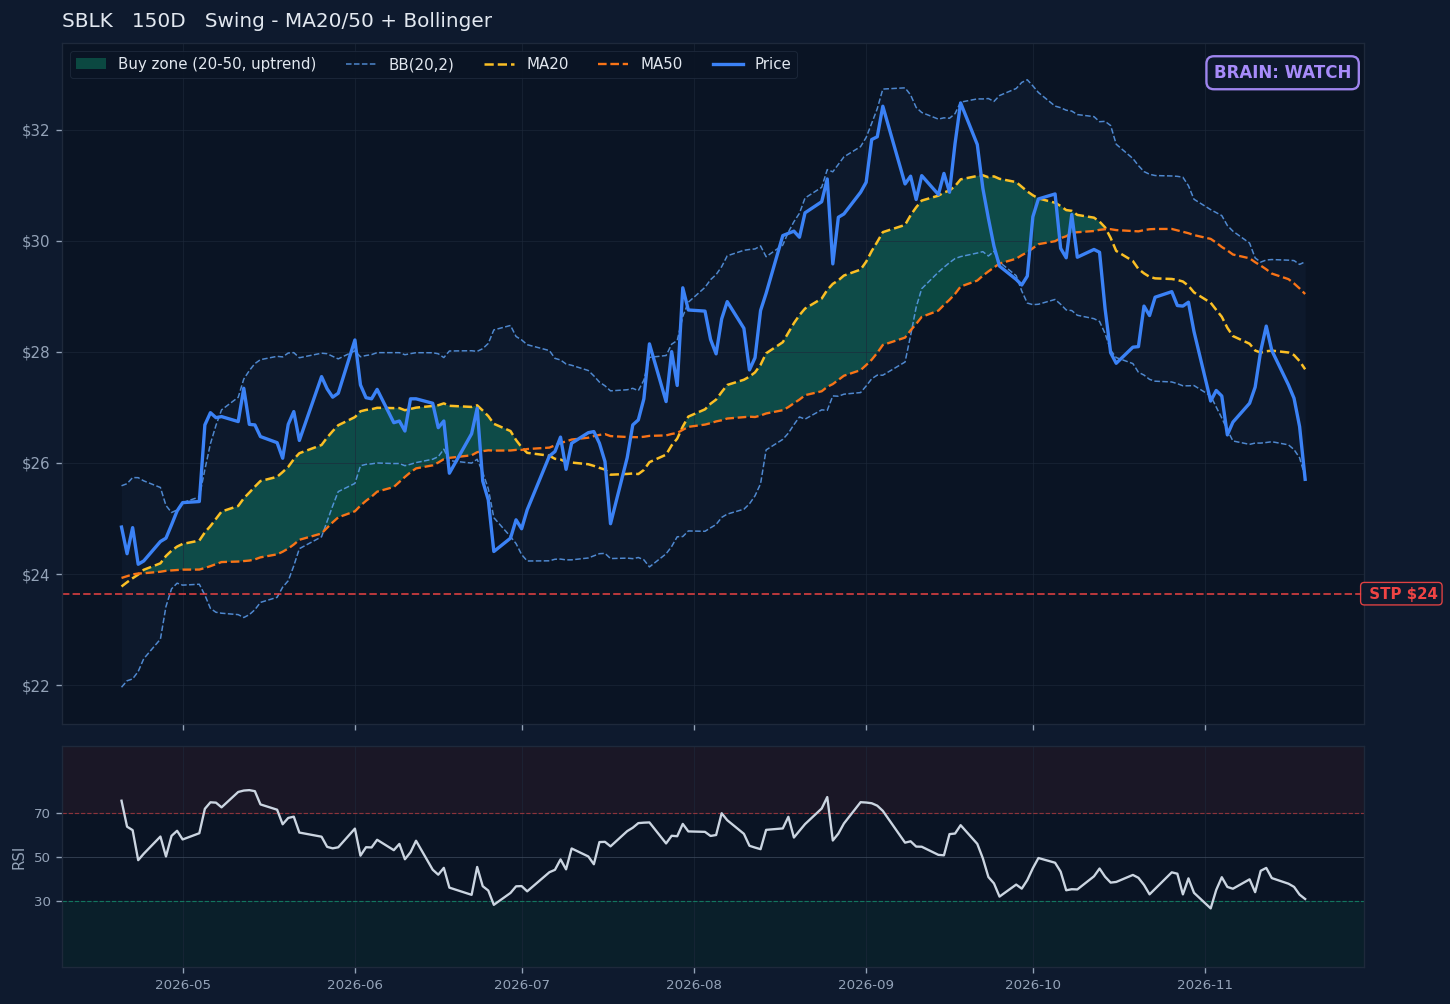 SBLK   150D   Swing - MA20/50 + Bollinger
Buy zone (20-50, uptrend)   BB(20,2)   MA20   MA50   Price
BRAIN: WATCH
$32
$30
$28
$26
$24
STP $24
$22
70
50
30
RSI
2026-05   2026-06   2026-07   2026-08   2026-09   2026-10   2026-11